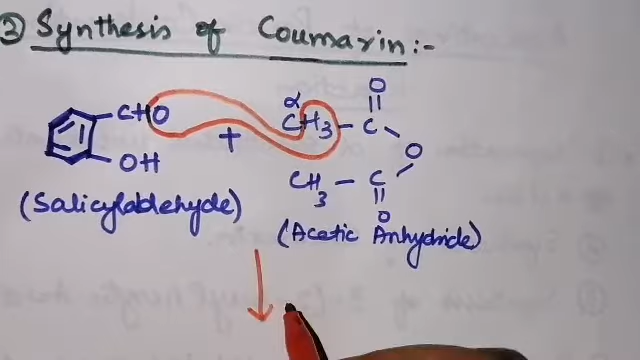 ③ Synthesis of Coumarin:-
O
CHO α CH3 - C
+ O
OH CH3 - C
O
(Salicylaldehyde) (Acetic Anhydride)